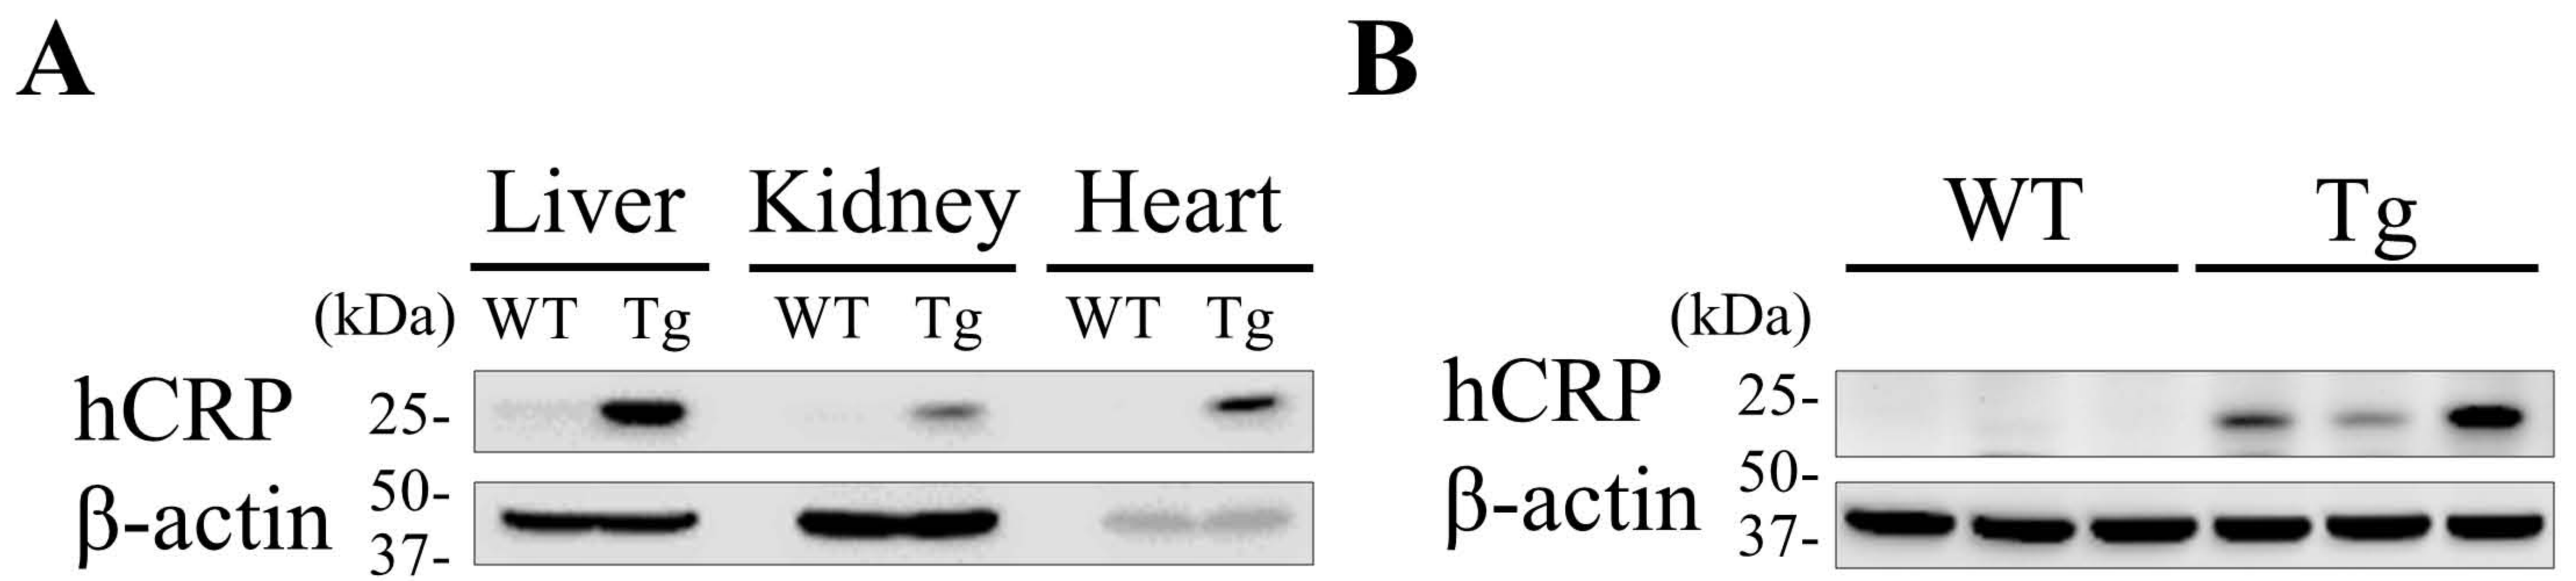 A
Liver Kidney Heart
(kDa) WT Tg WT Tg WT Tg
hCRP 25-
β-actin 50-
37-
B
WT Tg
(kDa)
hCRP 25-
β-actin 50-
37-